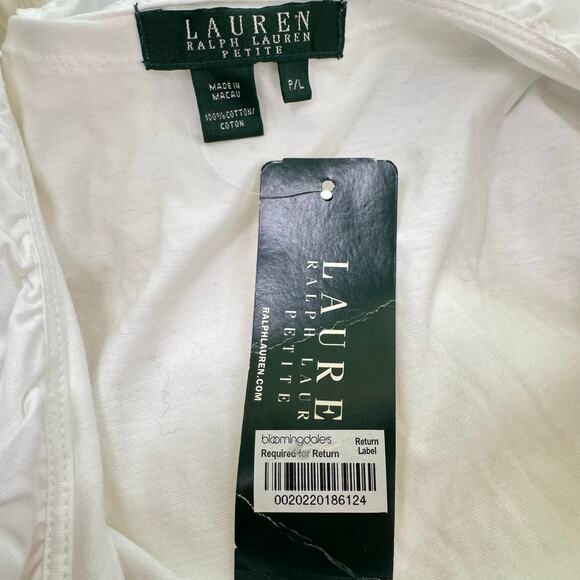 LAUREN
RALPH LAUREN
PETITE
MADE IN
MACAU
100% COTTON/
COTON
P/L
LAURE
RALPH LAUR
PETITE
RALPHLAUREN.COM
bloomingdale's
Return
Label
Required for Return
0020220186124